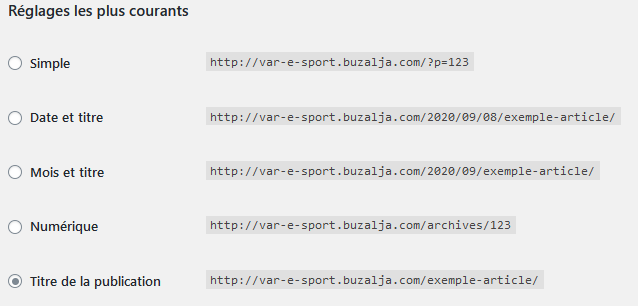 Réglages les plus courants
Simple http://var-e-sport.buzalja.com/?p=123
Date et titre http://var-e-sport.buzalja.com/2020/09/08/exemple-article/
Mois et titre http://var-e-sport.buzalja.com/2020/09/exemple-article/
Numérique http://var-e-sport.buzalja.com/archives/123
Titre de la publication http://var-e-sport.buzalja.com/exemple-article/